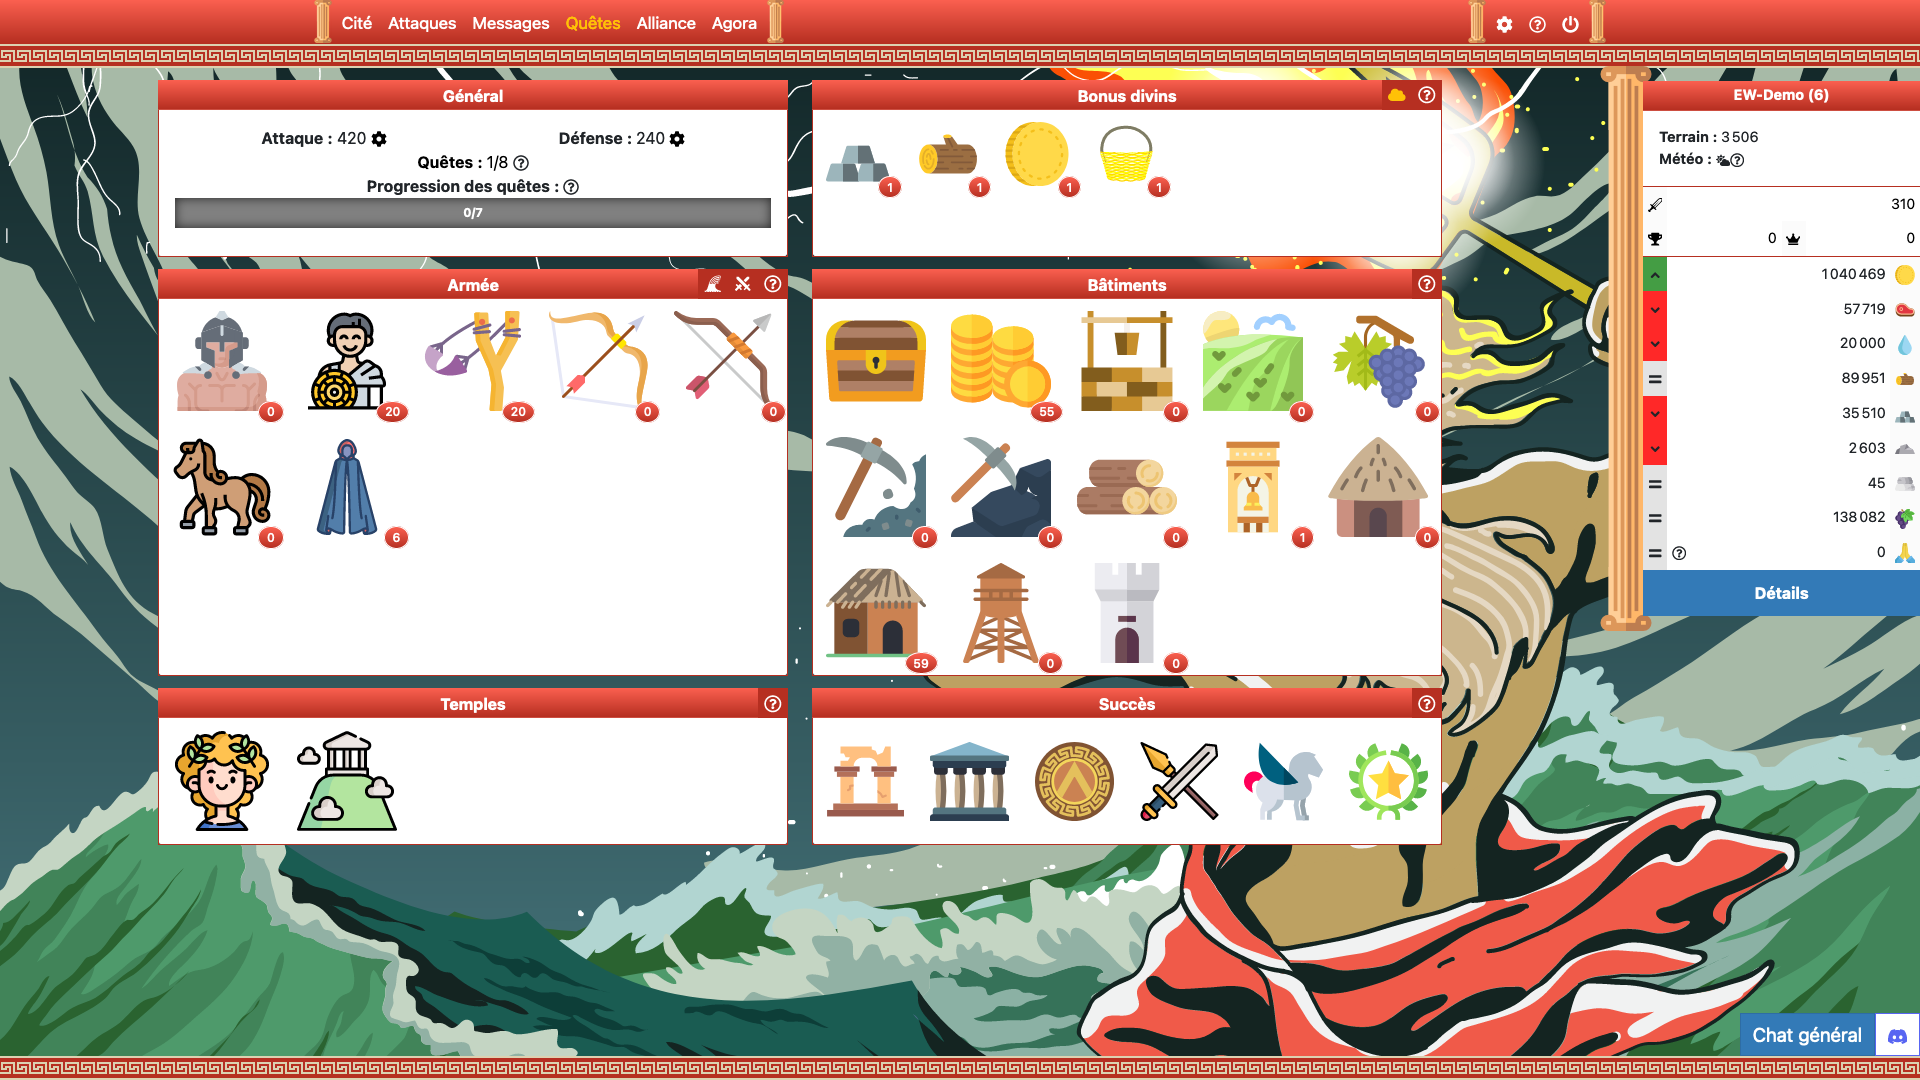 Cité Attaques Messages Quêtes Alliance Agora
Général
Attaque : 420
Défense : 240
Quêtes : 1/8
Progression des quêtes :
0/7
Bonus divins
1
1
1
1
Armée
0
20
20
0
0
0
6
Bâtiments
55
0
0
0
0
0
0
1
0
59
0
0
Temples
Succès
EW-Demo (6)
Terrain : 3 506
Météo :
310
0
0
1 040 469
57 719
20 000
89 951
35 510
2 603
45
138 082
0
Détails
Chat général